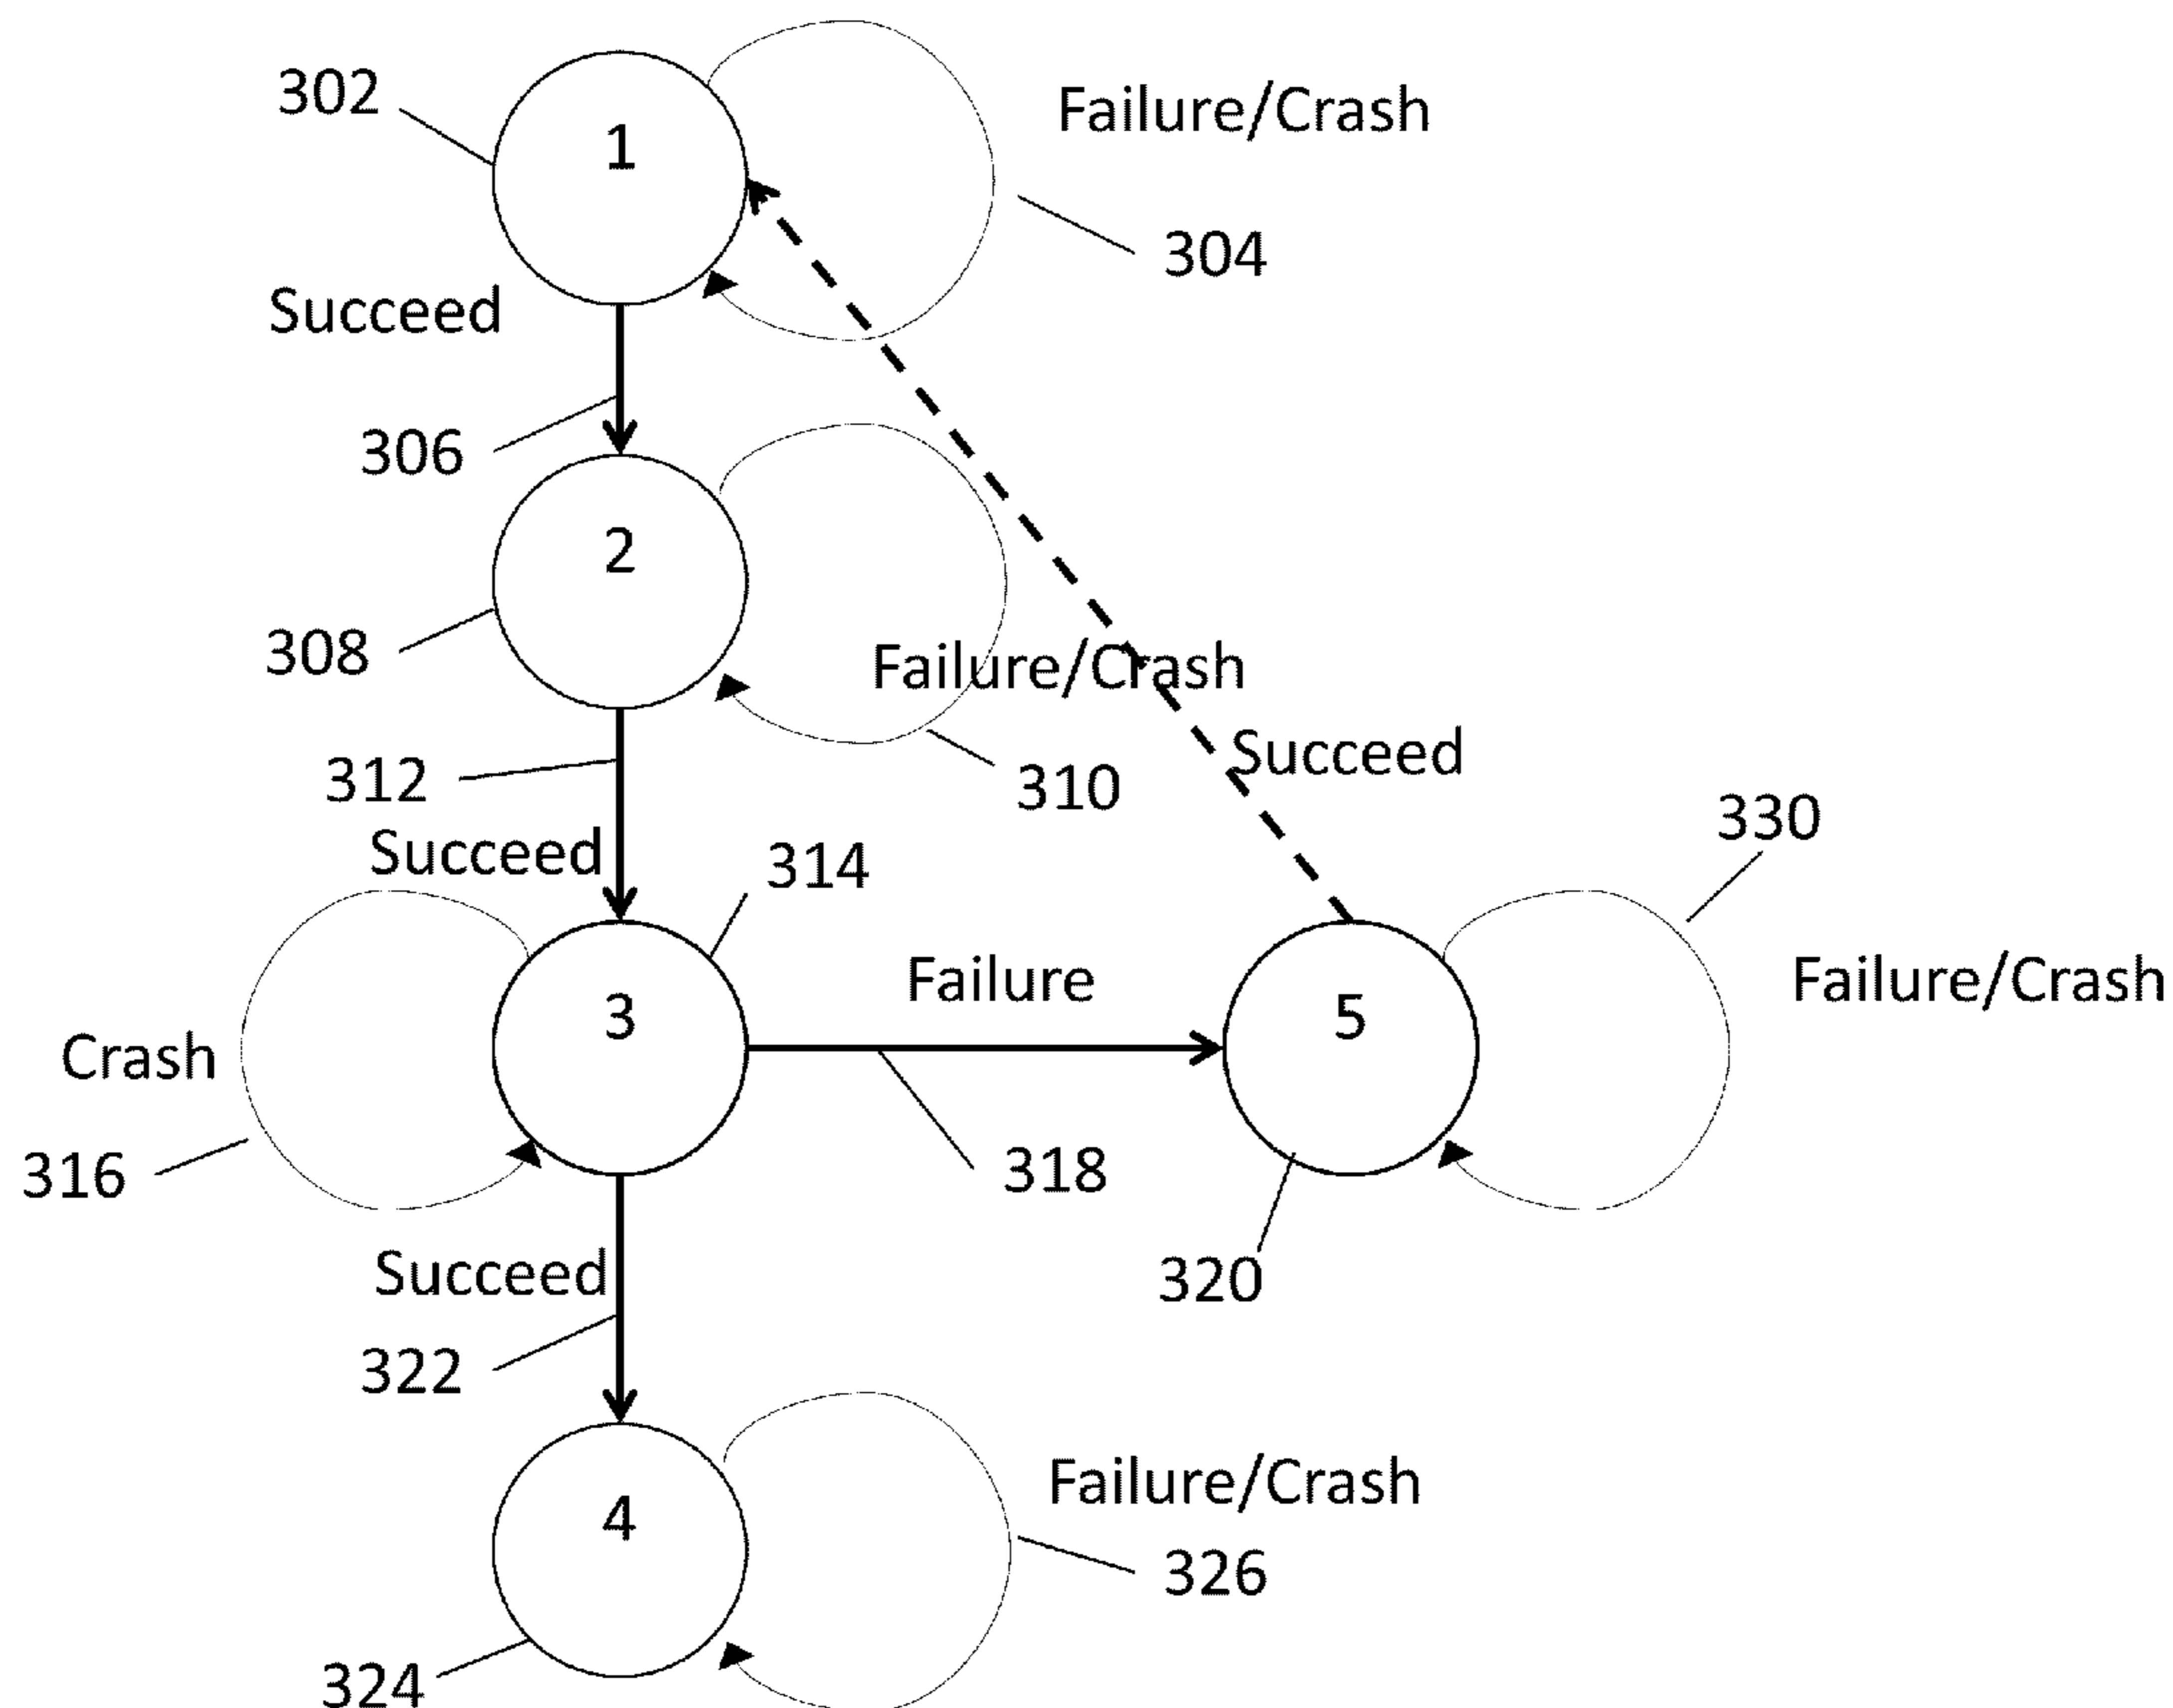 302
1
Failure/Crash
304
Succeed
306
2
308
Failure/Crash
310
312
Succeed
Succeed
314
330
3
Failure
5
Failure/Crash
Crash
316
318
320
Succeed
322
4
Failure/Crash
326
324